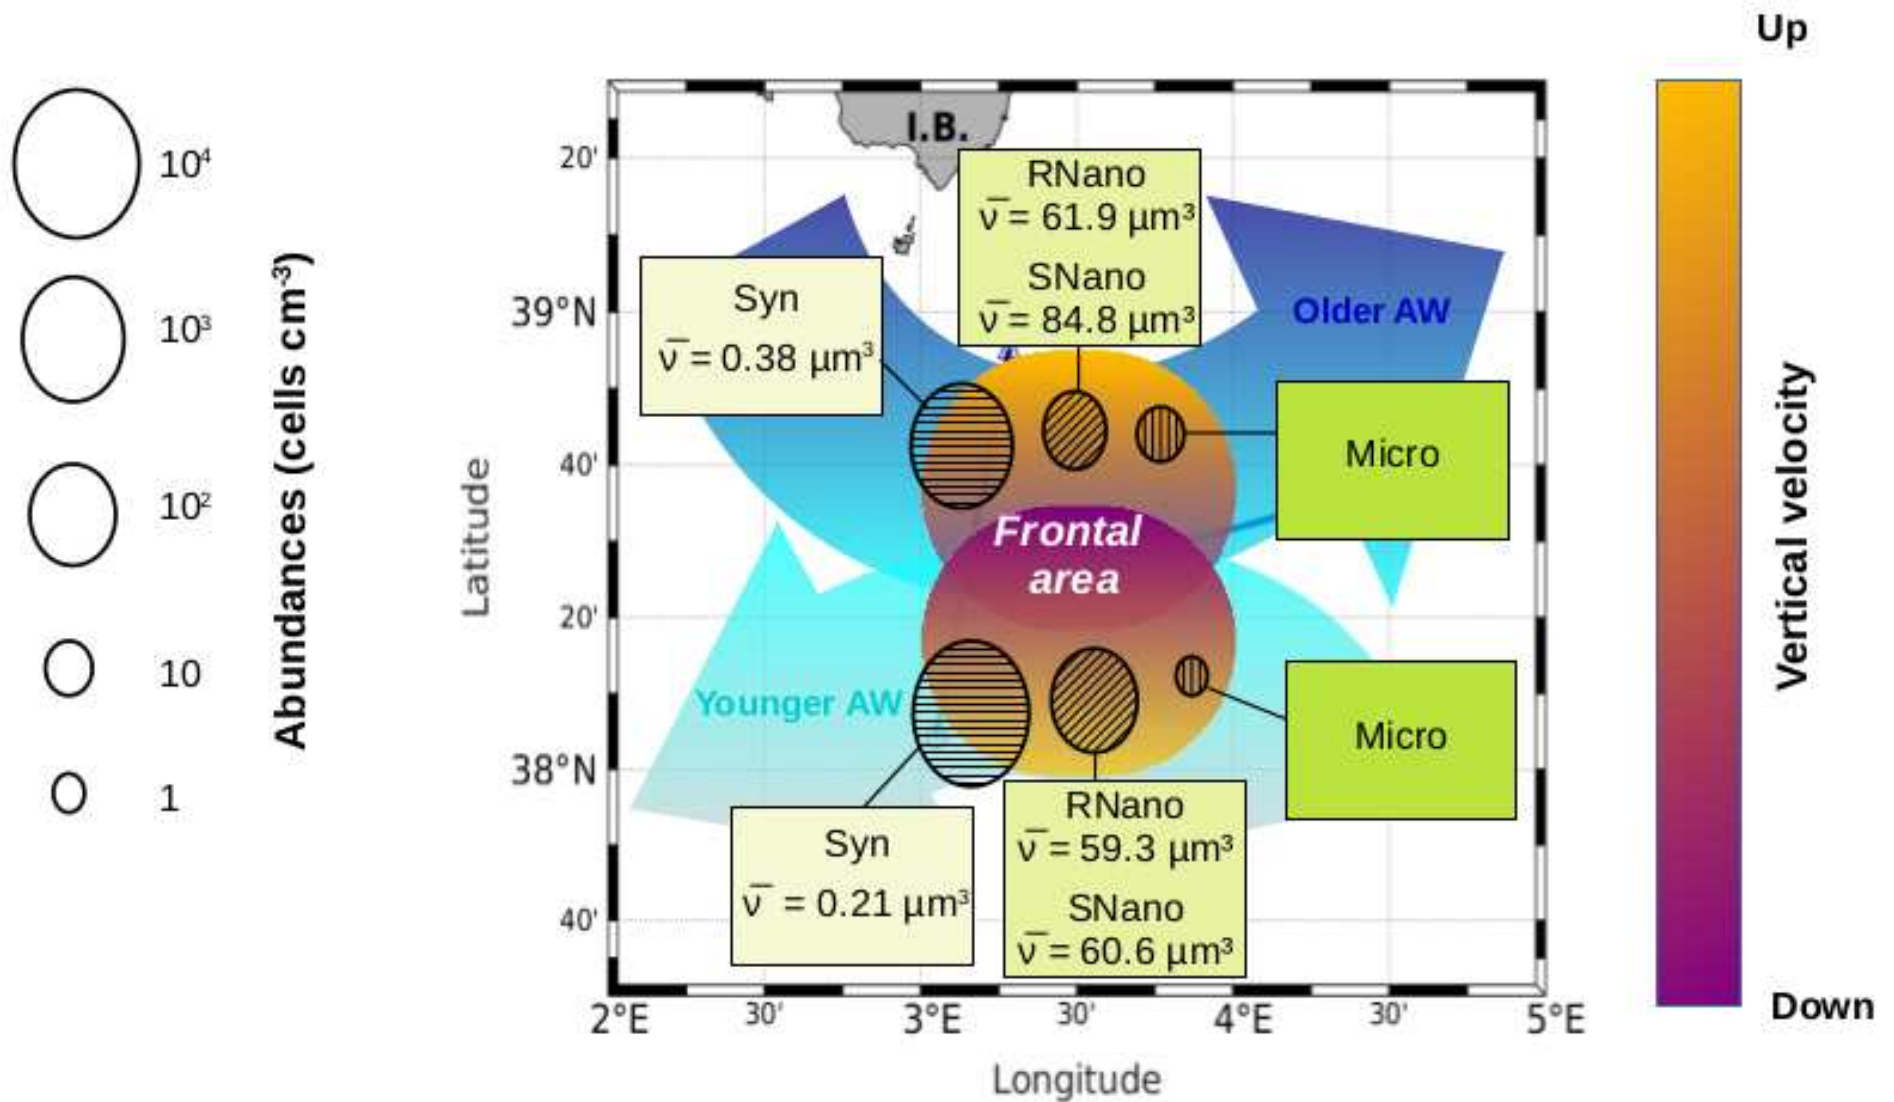 Up
10⁴
10³
10²
10
1
Abundances (cells cm⁻³)
Latitude
20'
39°N
40'
20'
38°N
40'
I.B.
RNano
ν̅ = 61.9 µm³
SNano
ν̅ = 84.8 µm³
Syn
ν̅ = 0.38 µm³
Older AW
Micro
Frontal
area
Younger AW
Micro
Syn
ν̅ = 0.21 µm³
RNano
ν̅ = 59.3 µm³
SNano
ν̅ = 60.6 µm³
2°E
30'
3°E
30'
4°E
30'
5°E
Longitude
Vertical velocity
Down